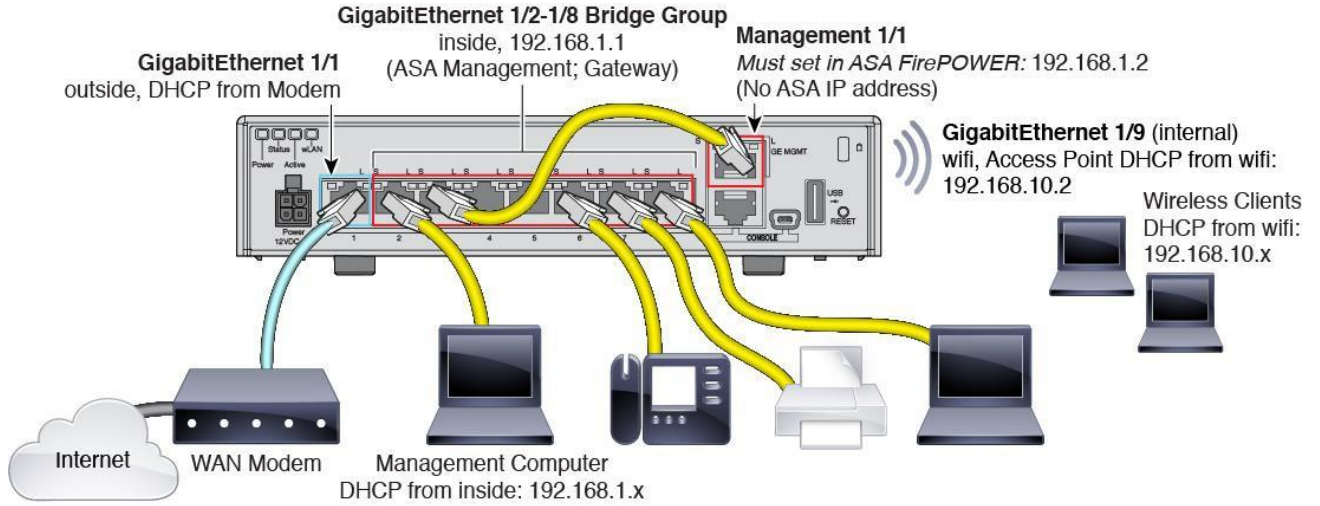 GigabitEthernet 1/2-1/8 Bridge Group
inside, 192.168.1.1
(ASA Management; Gateway)
GigabitEthernet 1/1
outside, DHCP from Modem
Management 1/1
Must set in ASA FirePOWER: 192.168.1.2
(No ASA IP address)
GigabitEthernet 1/9 (internal)
wifi, Access Point DHCP from wifi:
192.168.10.2
Wireless Clients
DHCP from wifi:
192.168.10.x
Status wLAN
Power Active
L S L S L S L S L S L S L
S L
GE MGMT
USB
RESET
CONSOLE
Power
12VDC
1 2 4 5 6 7
Internet
WAN Modem
Management Computer
DHCP from inside: 192.168.1.x